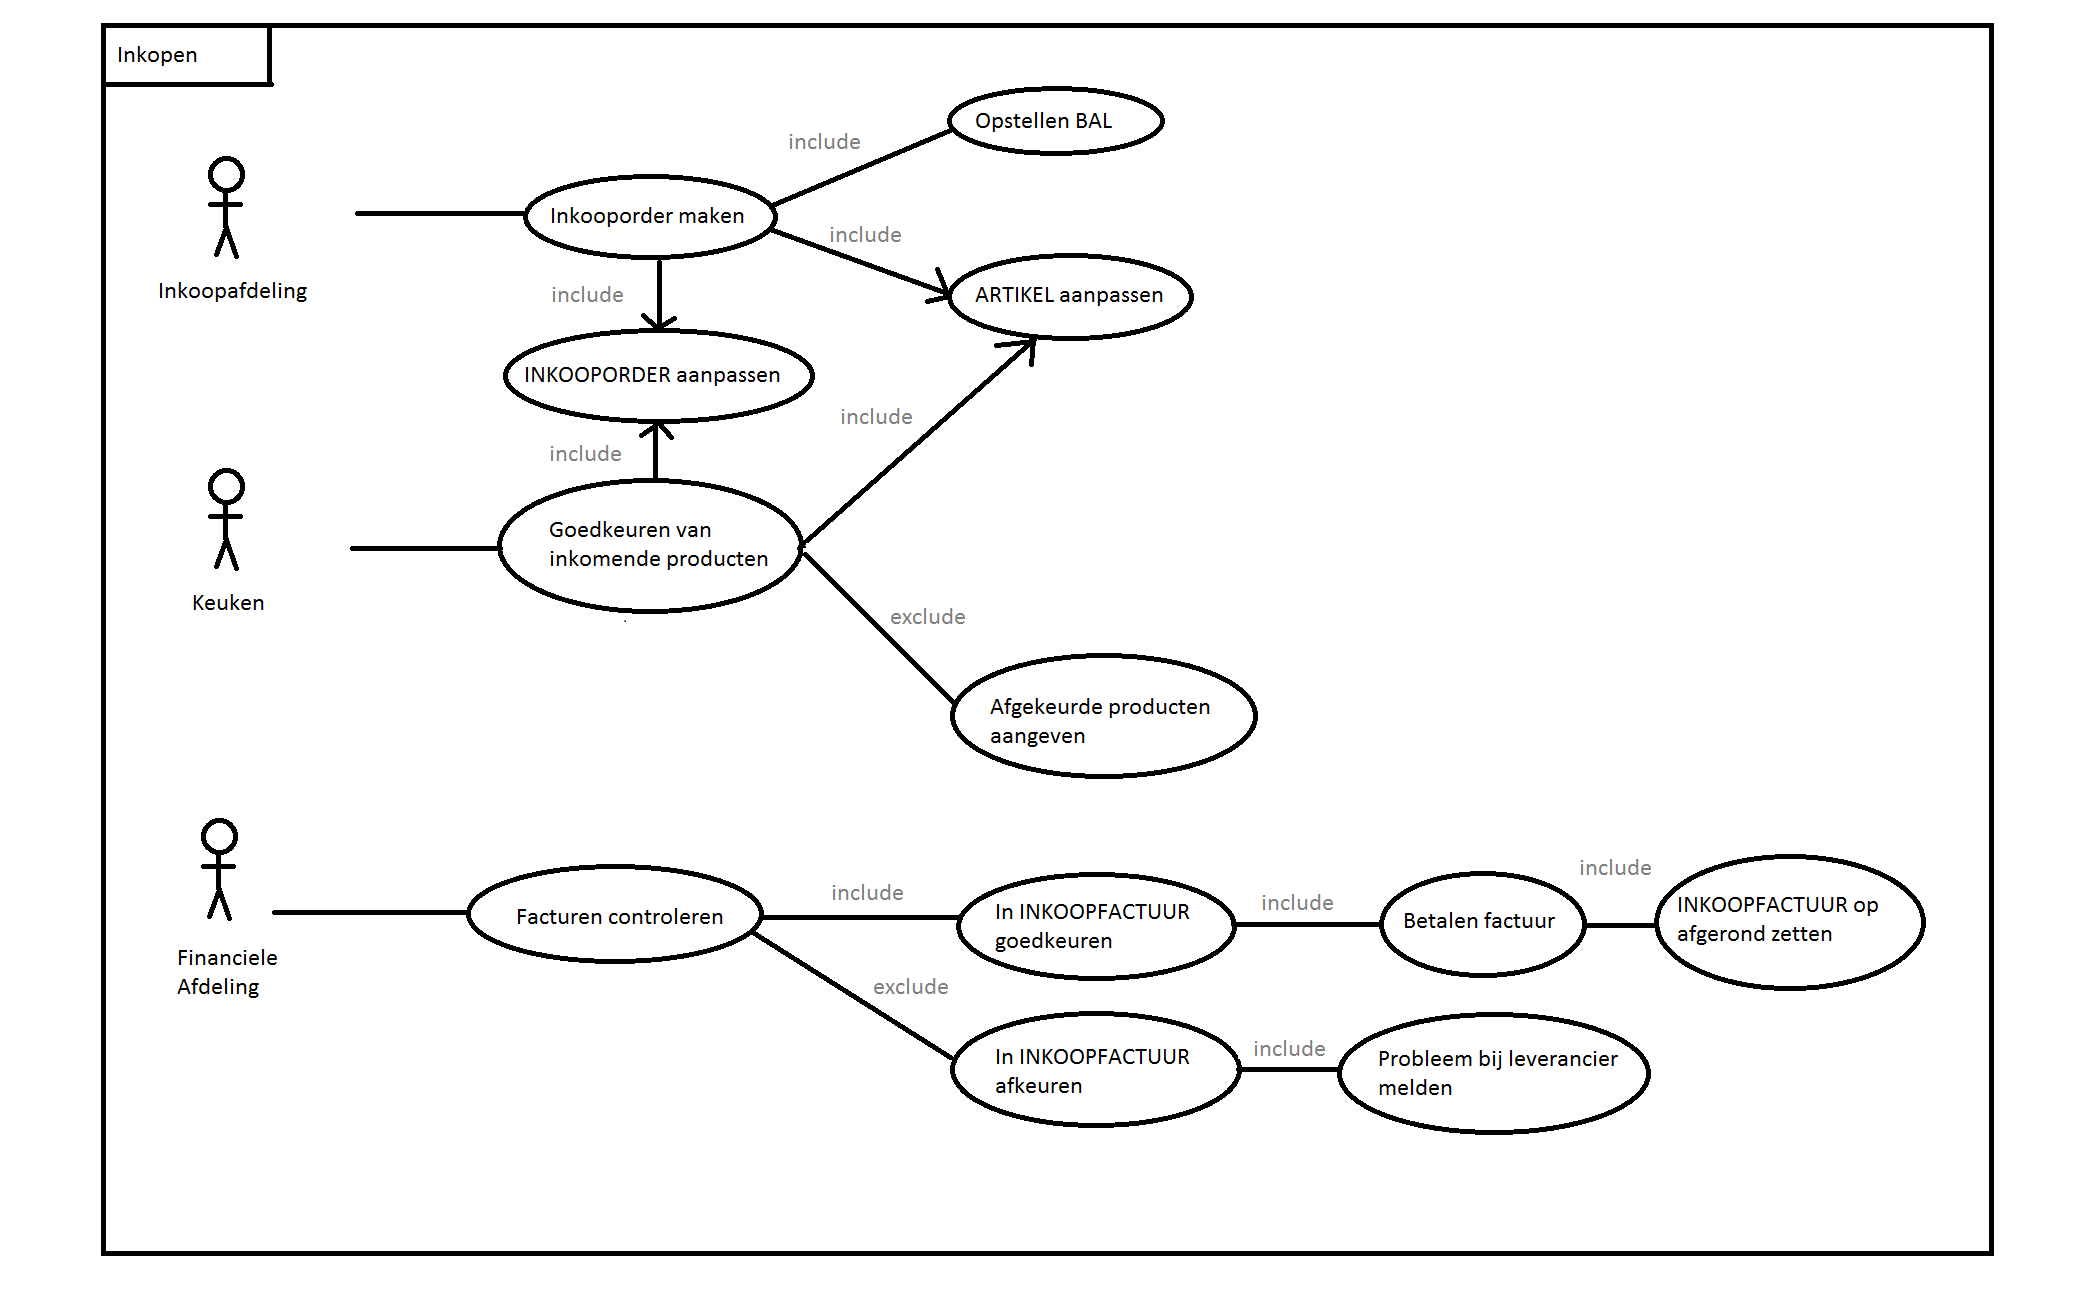 Inkopen
Opstellen BAL
include
Inkooporder maken
include
Inkoopafdeling
include
ARTIKEL aanpassen
INKOOPORDER aanpassen
include
include
Goedkeuren van
inkomende producten
Keuken
exclude
Afgekeurde producten
aangeven
Financiele
Afdeling
Facturen controleren
include
In INKOOPFACTUUR
goedkeuren
include
Betalen factuur
include
INKOOPFACTUUR op
afgerond zetten
exclude
In INKOOPFACTUUR
afkeuren
include
Probleem bij leverancier
melden